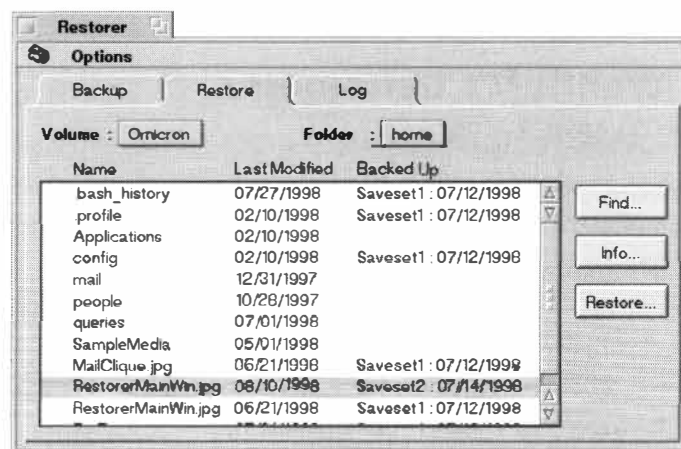 Restorer
Options
Backup Restore Log
Volume : Omicron Folder : home
Name Last Modified Backed Up
.bash_history 07/27/1998 Saveset1 : 07/12/1998
.profile 02/10/1998 Saveset1 : 07/12/1998
Find...
Applications 02/10/1998
config 02/10/1998 Saveset1 : 07/12/1998
Info...
mail 12/31/1997
people 10/28/1997
Restore...
queries 07/01/1998
SampleMedia 05/01/1998
MailClique.jpg 06/21/1998 Saveset1 : 07/12/1998
RestorerMainWin.jpg 08/10/1998 Saveset2 : 07/14/1998
RestorerMainWin.jpg 06/21/1998 Saveset1 : 07/12/1998